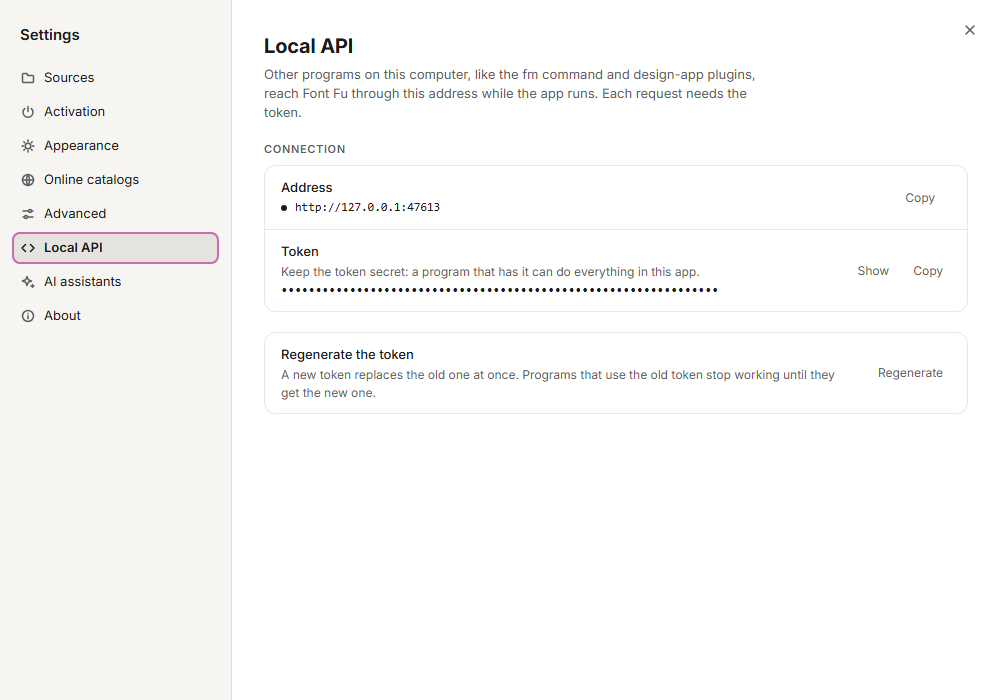 Settings
Sources
Activation
Appearance
Online catalogs
Advanced
Local API
AI assistants
About
Local API
Other programs on this computer, like the fm command and design-app plugins,
reach Font Fu through this address while the app runs. Each request needs the
token.
CONNECTION
Address
http://127.0.0.1:47613
Copy
Token
Keep the token secret: a program that has it can do everything in this app.
Show
Copy
Regenerate the token
A new token replaces the old one at once. Programs that use the old token stop working until they
get the new one.
Regenerate